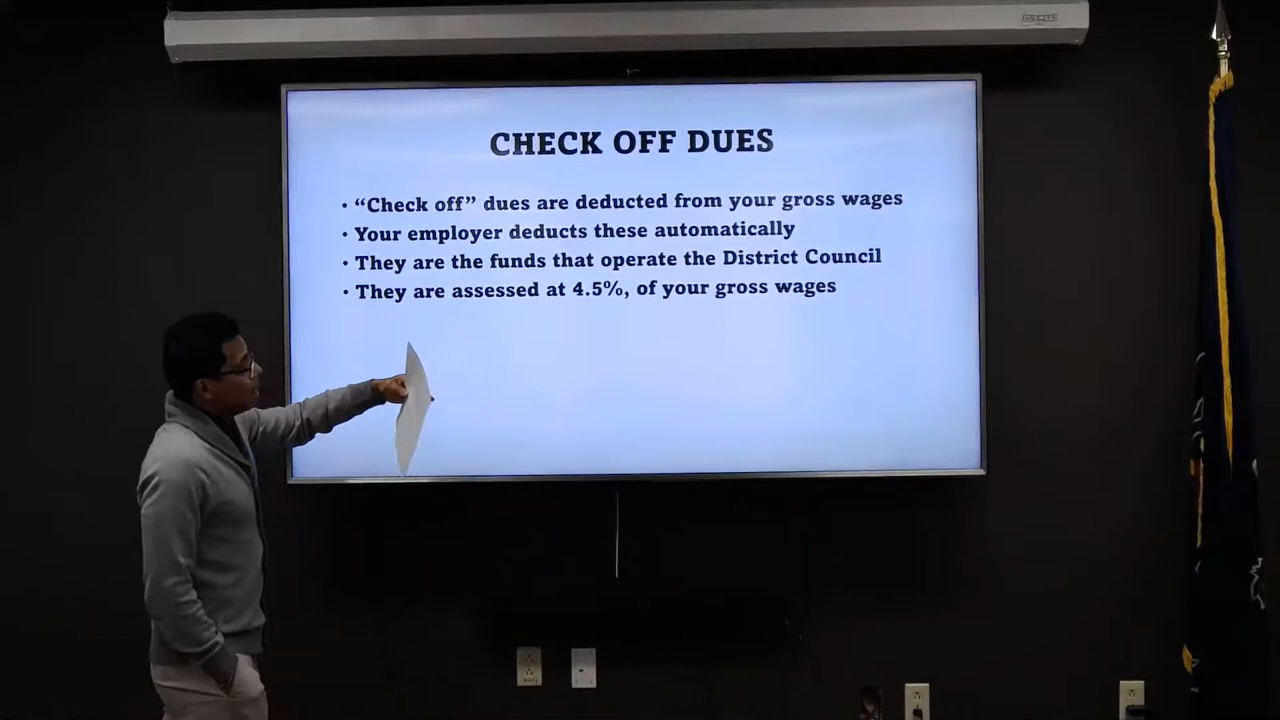 CHECK OFF DUES
• “Check off” dues are deducted from your gross wages
• Your employer deducts these automatically
• They are the funds that operate the District Council
• They are assessed at 4.5%, of your gross wages